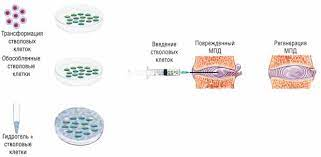 Трансформация
стволовых
клеток
Обособленные
стволовые
клетки
Гидрогель +
стволовые
клетки
Введение
стволовых
клеток
Поврежденный
МПД
Регенерация
МПД